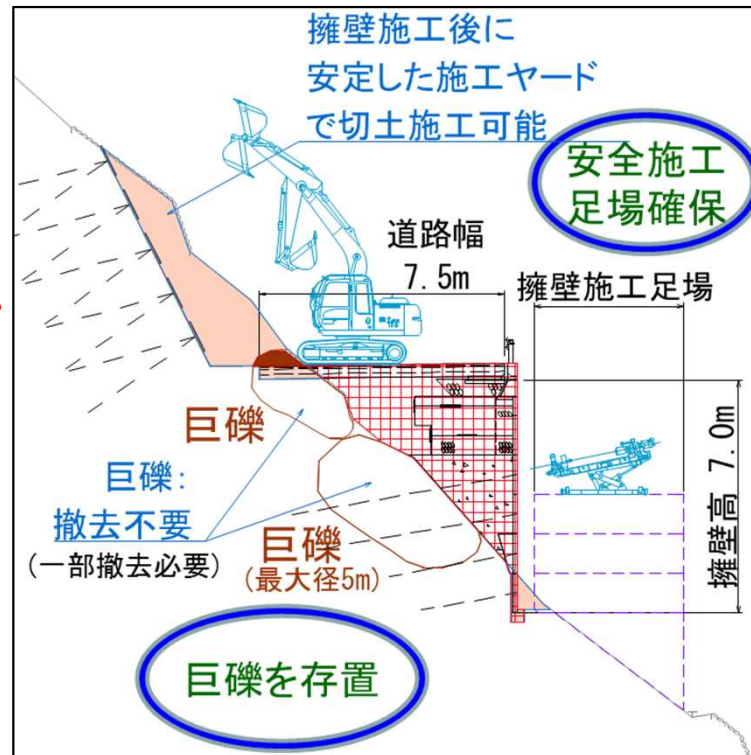 擁壁施工後に
安定した施工ヤード
で切土施工可能
安全施工
足場確保
道路幅
7.5m
擁壁施工足場
擁壁高 7.0m
巨礫
巨礫:
撤去不要
(一部撤去必要)
巨礫
(最大径5m)
巨礫を存置